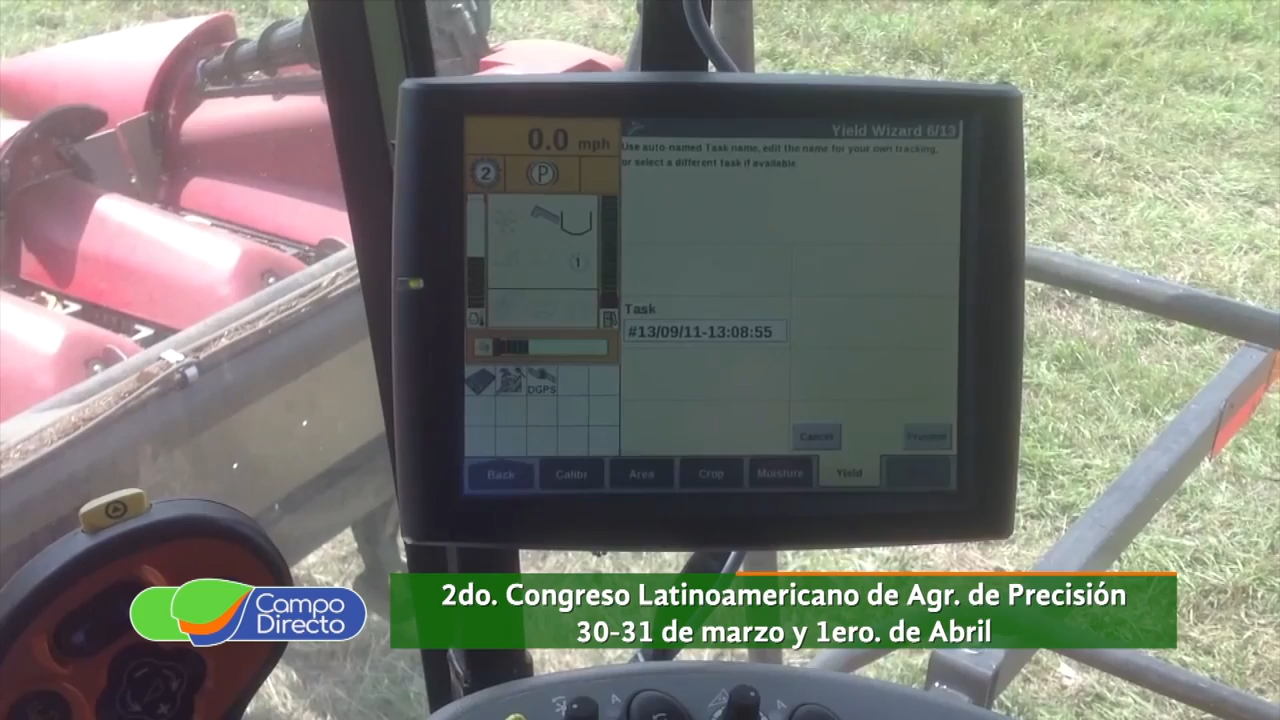 0.0 mph
Yield Wizard 6/13
Use auto-named Task name, edit the name for your own tracking,
or select a different task if available
2
P
1
Task
#13/09/11-13:08:55
DGPS
Cancel
Back Calibr Area Crop Moisture Yield
Campo
Directo
2do. Congreso Latinoamericano de Agr. de Precisión
30-31 de marzo y 1ero. de Abril